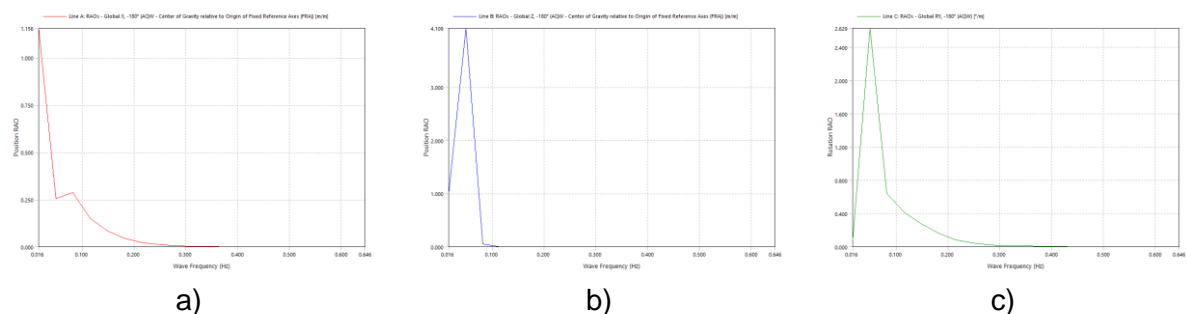 Line A: RAOs - Global X, -180° (AQW - Center of Gravity relative to Origin of Fixed Reference Axes (FRA)) [m/m]
1.156
1.000
0.750
0.500
0.250
0.000
Position RAO
0.016 0.100 0.200 0.300 0.400 0.500 0.600 0.646
Wave Frequency (Hz)
a)
Line B: RAOs - Global Z, -180° (AQW - Center of Gravity relative to Origin of Fixed Reference Axes (FRA)) [m/m]
4.109
3.000
2.000
1.000
0.000
Position RAO
0.016 0.100 0.200 0.300 0.400 0.500 0.600 0.646
Wave Frequency (Hz)
b)
Line C: RAOs - Global RY, -180° (AQW) [°/m]
2.626
2.000
1.600
1.200
0.800
0.400
0.000
Rotation RAO
0.016 0.100 0.200 0.300 0.400 0.500 0.600 0.646
Wave Frequency (Hz)
c)